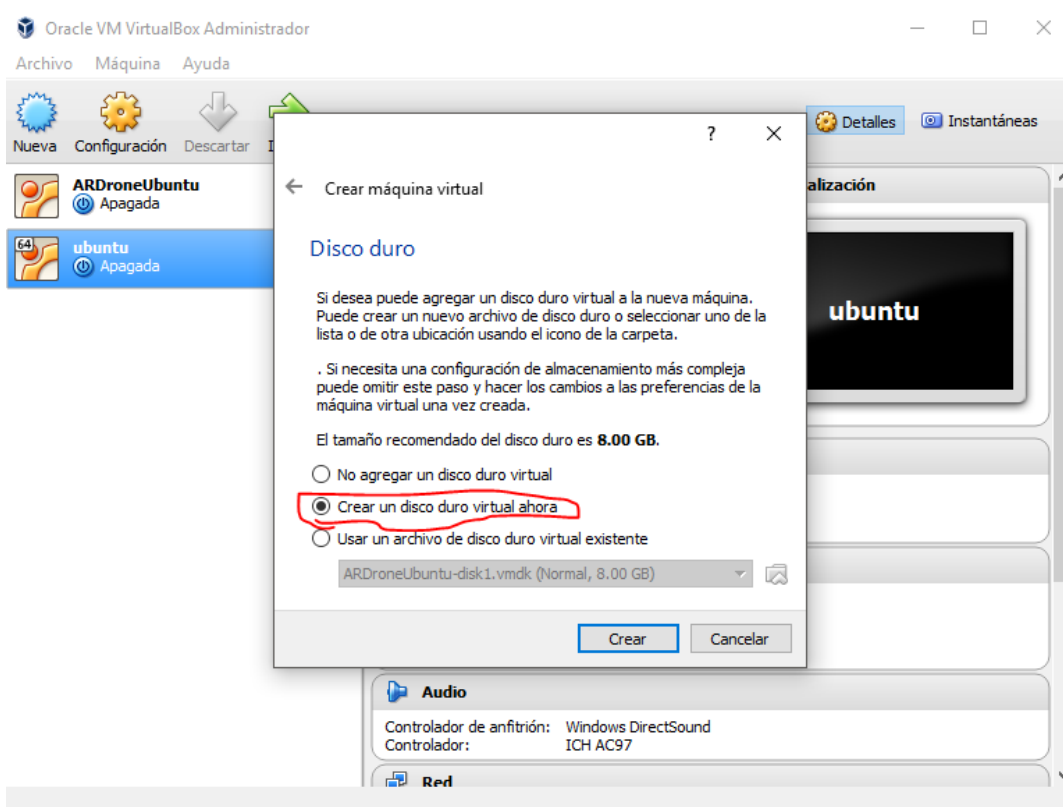 Oracle VM VirtualBox Administrador
Archivo Máquina Ayuda
Nueva Configuración Descartar
Detalles Instantáneas
ARDroneUbuntu
Apagada
64
ubuntu
Apagada
?
Crear máquina virtual
Disco duro
Si desea puede agregar un disco duro virtual a la nueva máquina.
Puede crear un nuevo archivo de disco duro o seleccionar uno de la
lista o de otra ubicación usando el icono de la carpeta.
. Si necesita una configuración de almacenamiento más compleja
puede omitir este paso y hacer los cambios a las preferencias de la
máquina virtual una vez creada.
El tamaño recomendado del disco duro es 8.00 GB.
No agregar un disco duro virtual
Crear un disco duro virtual ahora
Usar un archivo de disco duro virtual existente
ARDroneUbuntu-disk1.vmdk (Normal, 8.00 GB)
Crear Cancelar
alización
ubuntu
Audio
Controlador de anfitrión: Windows DirectSound
Controlador: ICH AC97
Red